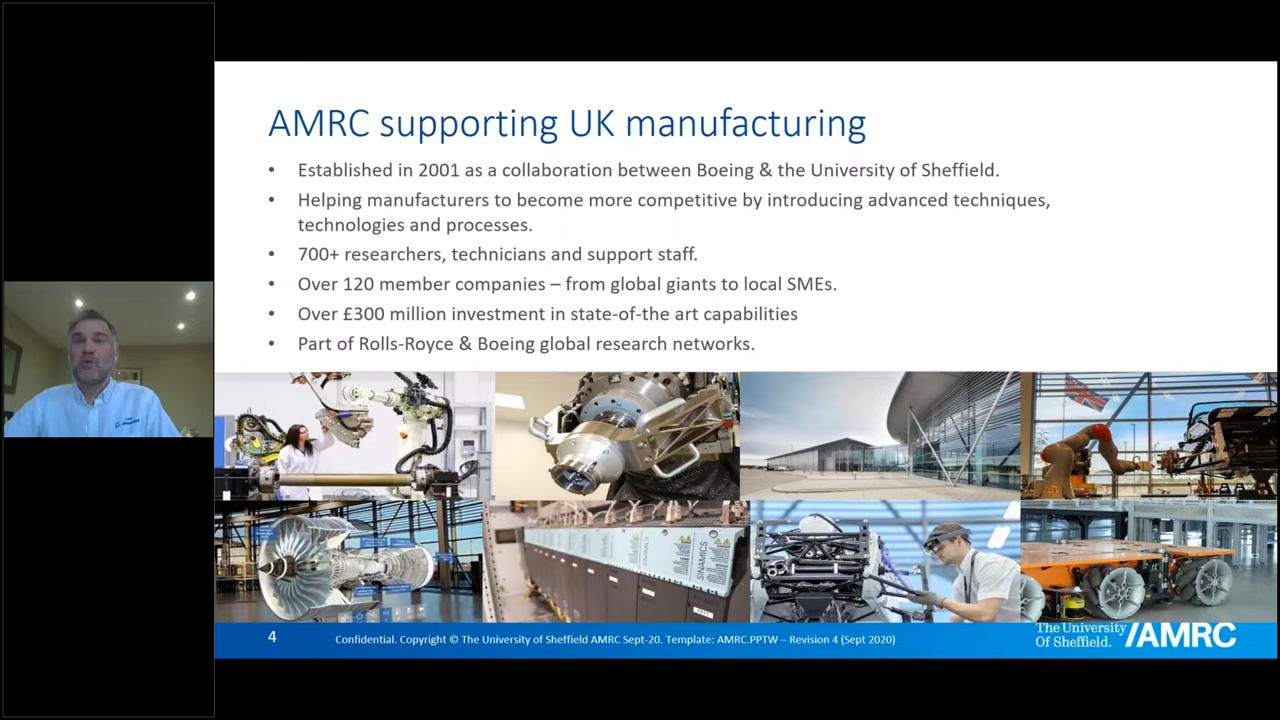 AMRC supporting UK manufacturing
• Established in 2001 as a collaboration between Boeing & the University of Sheffield.
• Helping manufacturers to become more competitive by introducing advanced techniques,
technologies and processes.
• 700+ researchers, technicians and support staff.
• Over 120 member companies – from global giants to local SMEs.
• Over £300 million investment in state-of-the art capabilities
• Part of Rolls-Royce & Boeing global research networks.
SINAMICS
SINAMICS
4
Confidential. Copyright © The University of Sheffield AMRC Sept-20. Template: AMRC.PPTW – Revision 4 (Sept 2020)
The University
Of Sheffield.
AMRC